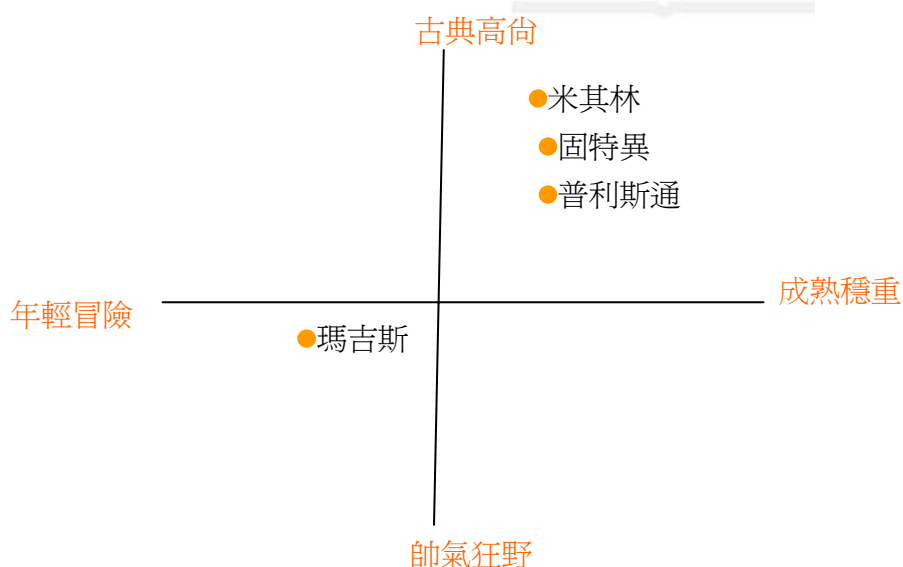 古典高尚
米其林
固特異
普利斯通
成熟穩重
年輕冒險
瑪吉斯
帥氣狂野